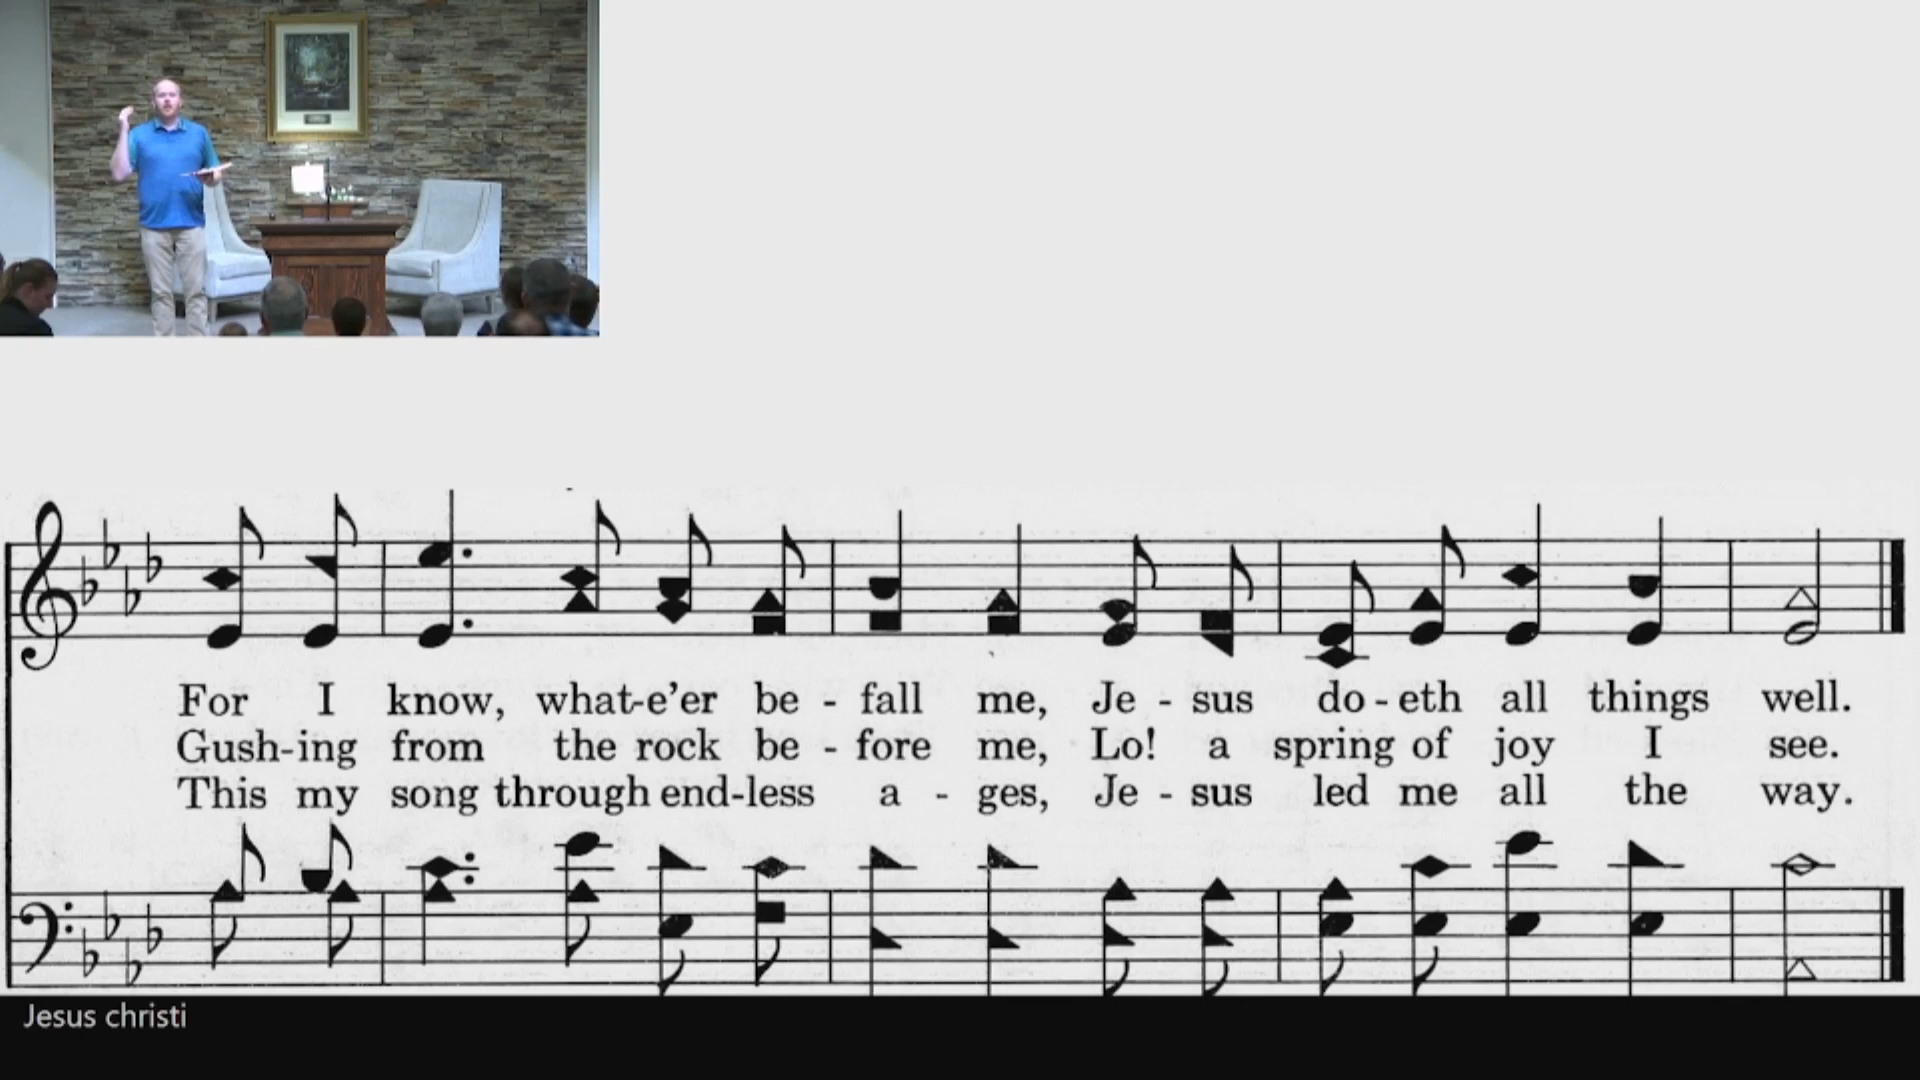 For I know, what-e'er be - fall me, Je - sus do - eth all things well.
Gush-ing from the rock be - fore me, Lo! a spring of joy I see.
This my song through end-less a - ges, Je - sus led me all the way.
Jesus christi